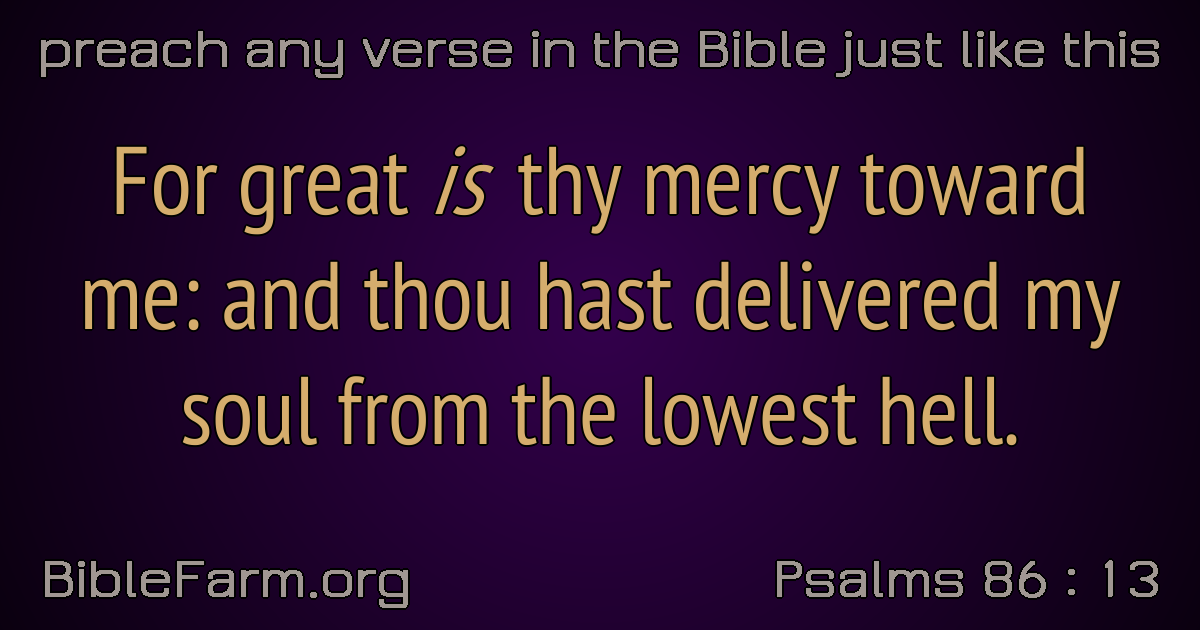 preach any verse in the Bible just like this
For great is thy mercy toward
me: and thou hast delivered my
soul from the lowest hell.
BibleFarm.org
Psalms 86 : 13